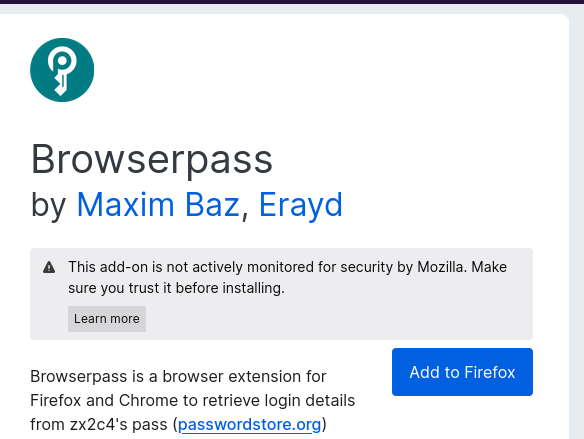 Browserpass
by Maxim Baz, Erayd
This add-on is not actively monitored for security by Mozilla. Make
sure you trust it before installing.
Learn more
Browserpass is a browser extension for
Firefox and Chrome to retrieve login details
from zx2c4's pass (passwordstore.org)
Add to Firefox